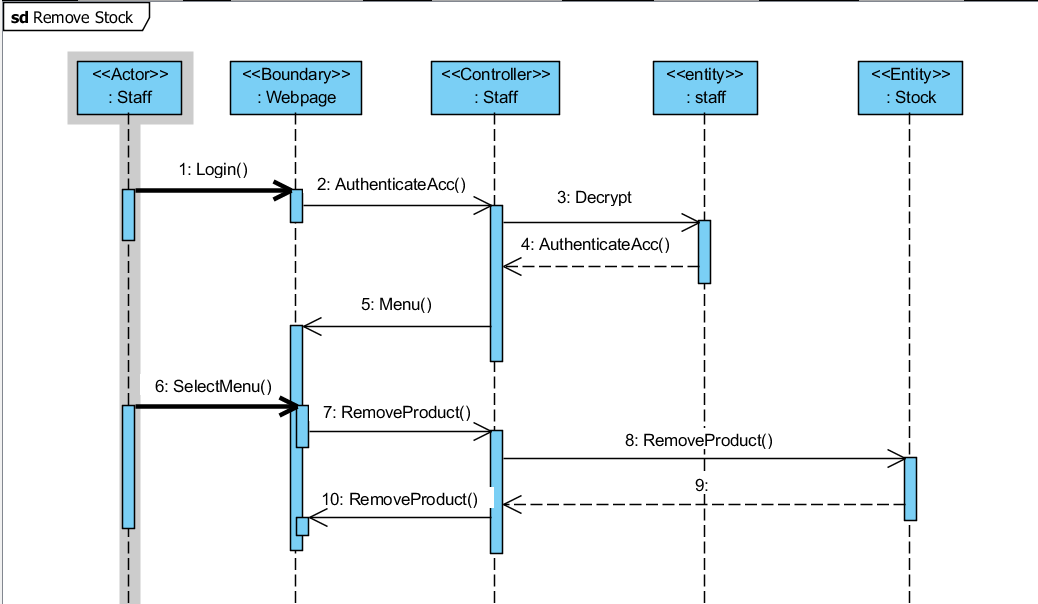 sd Remove Stock
<<Actor>>
: Staff
<<Boundary>>
: Webpage
<<Controller>>
: Staff
<<entity>>
: staff
<<Entity>>
: Stock
1: Login()
2: AuthenticateAcc()
3: Decrypt
4: AuthenticateAcc()
5: Menu()
6: SelectMenu()
7: RemoveProduct()
8: RemoveProduct()
9:
10: RemoveProduct()